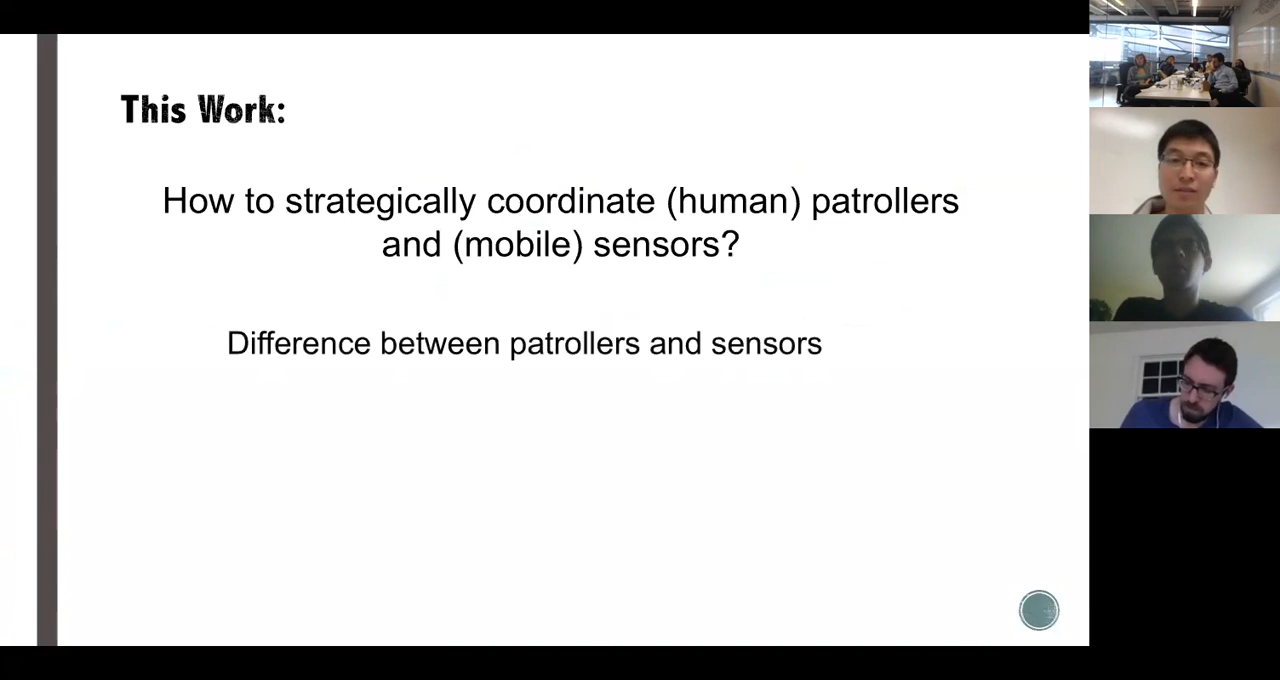 This Work:
How to strategically coordinate (human) patrollers
and (mobile) sensors?
Difference between patrollers and sensors